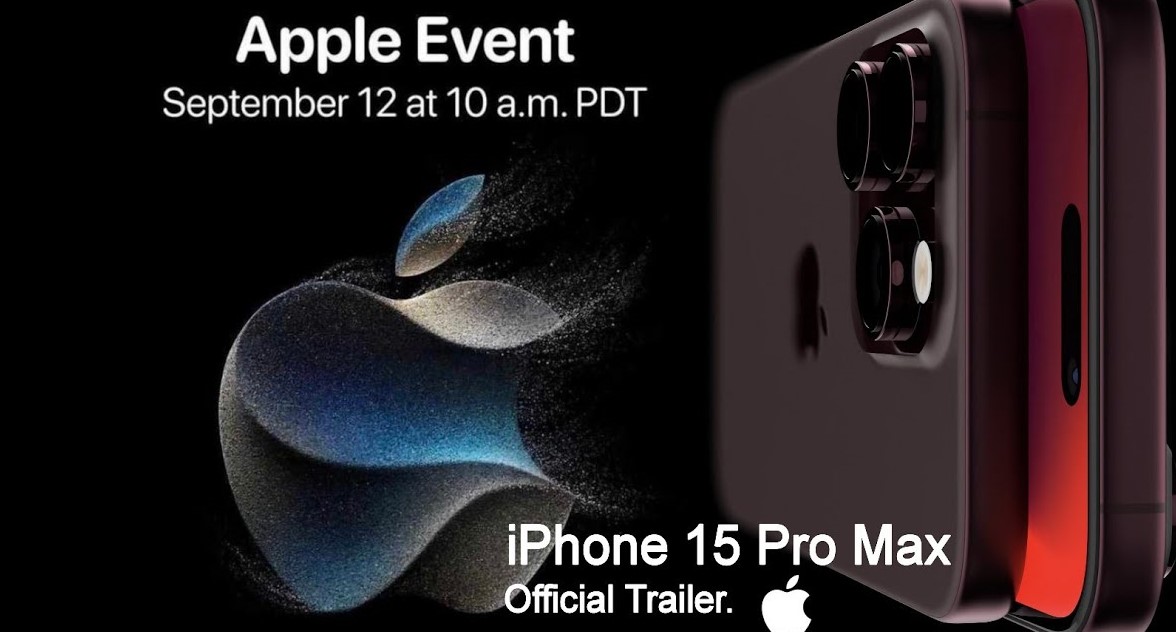 Apple Event
September 12 at 10 a.m. PDT
iPhone 15 Pro Max
Official Trailer.